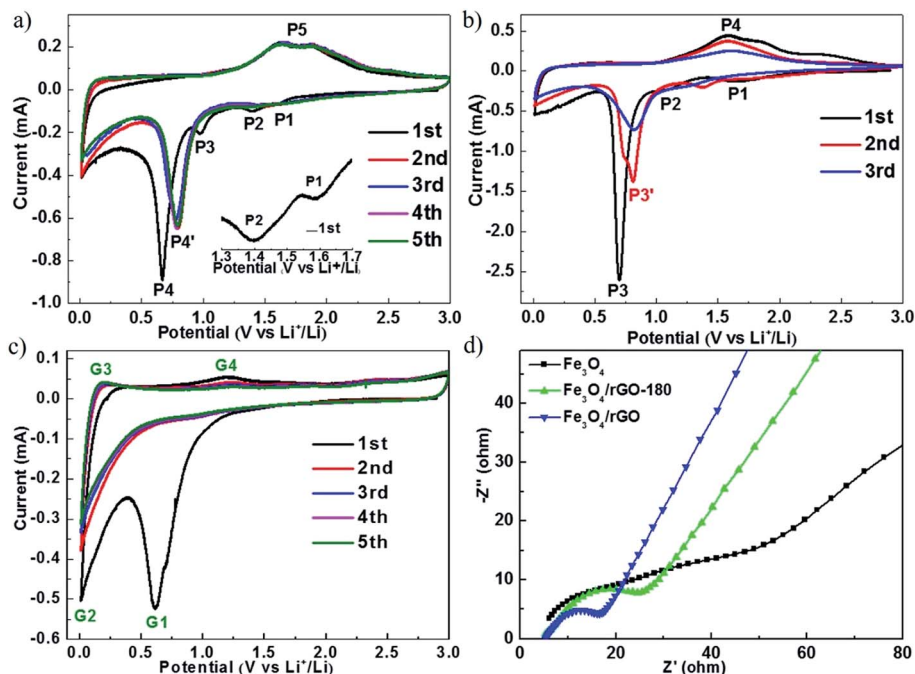 a)
P5
0.2
0.0
-0.2
-0.4
-0.6
-0.8
-1.0
Current (mA)
P3
P2
P1
P4'
P4
1st
2nd
3rd
4th
5th
P2
P1
—1st
1.3 1.4 1.5 1.6 1.7
Potential (V vs Li⁺/Li)
0.0 0.5 1.0 1.5 2.0 2.5 3.0
Potential (V vs Li⁺/Li)
b)
P4
0.5
0.0
-0.5
-1.0
-1.5
-2.0
-2.5
Current (mA)
P2
P1
P3'
P3
1st
2nd
3rd
0.0 0.5 1.0 1.5 2.0 2.5 3.0
Potential (V vs Li⁺/Li)
c)
G3
G4
0.1
0.0
-0.1
-0.2
-0.3
-0.4
-0.5
-0.6
Current (mA)
1st
2nd
3rd
4th
5th
G2
G1
0.0 0.5 1.0 1.5 2.0 2.5 3.0
Potential (V vs Li⁺/Li)
d)
Fe₃O₄
Fe₃O₄/rGO-180
Fe₃O₄/rGO
40
30
20
10
0
-Z'' (ohm)
0 20 40 60 80
Z' (ohm)